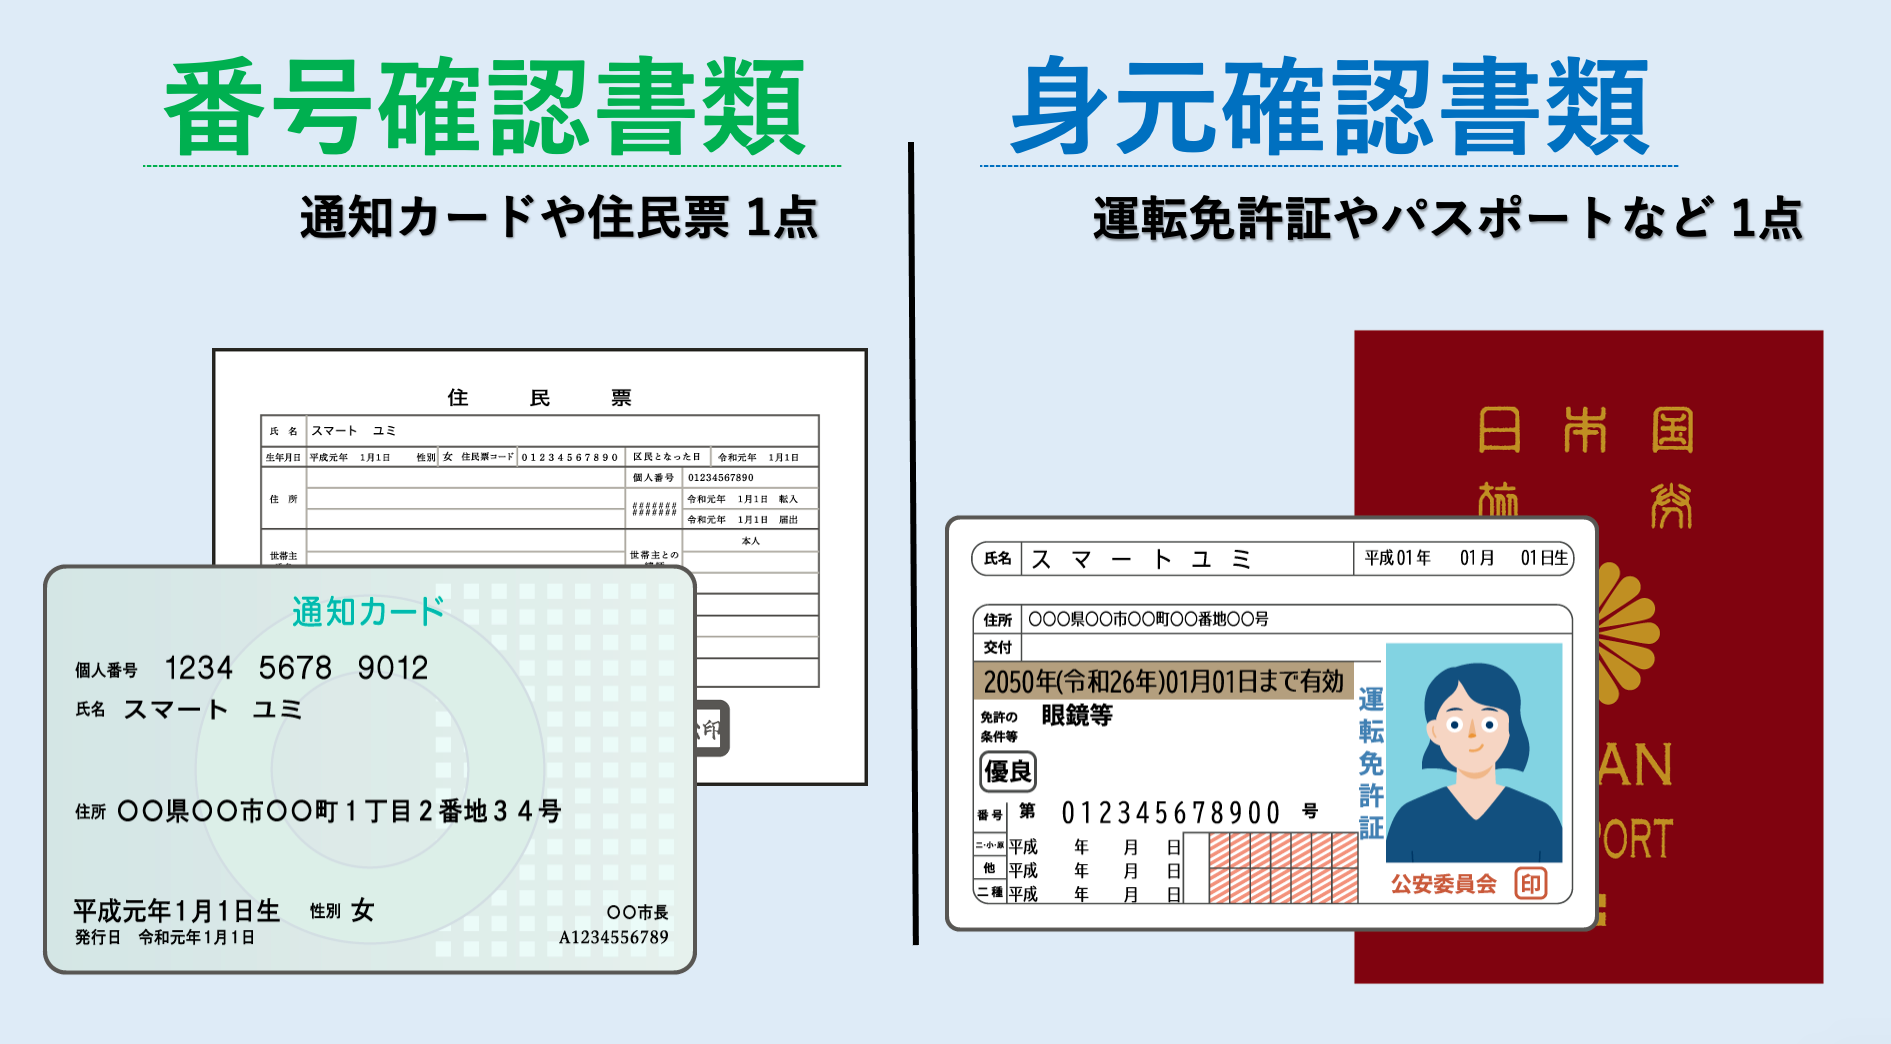 番号確認書類
通知カードや住民票 1点
住 民 票
氏 名 スマート ユミ
生年月日 平成元年 1月1日 性別 女 住民票コード 01234567890 区民となった日 令和元年 1月1日
個人番号 01234567890
住 所
####### 令和元年 1月1日 転入
####### 令和元年 1月1日 届出
本人
世帯主 世帯主との
印
通知カード
個人番号 1234 5678 9012
氏名 スマート ユミ
住所 〇〇県〇〇市〇〇町1丁目2番地34号
平成元年1月1日生 性別 女
〇〇市長
発行日 令和元年1月1日
A1234556789
身元確認書類
運転免許証やパスポートなど 1点
日本国
旅 券
AN
PORT
氏名 スマートユミ 平成01年 01月 01日生
住所 〇〇〇県〇〇市〇〇町〇〇番地〇〇号
交付
2050年(令和26年)01月01日まで有効
免許の
条件等
眼鏡等
優良
番号 第 012345678900 号
二・小・原 平成 年 月 日
他 平成 年 月 日
二種 平成 年 月 日
運転免許証
公安委員会 印